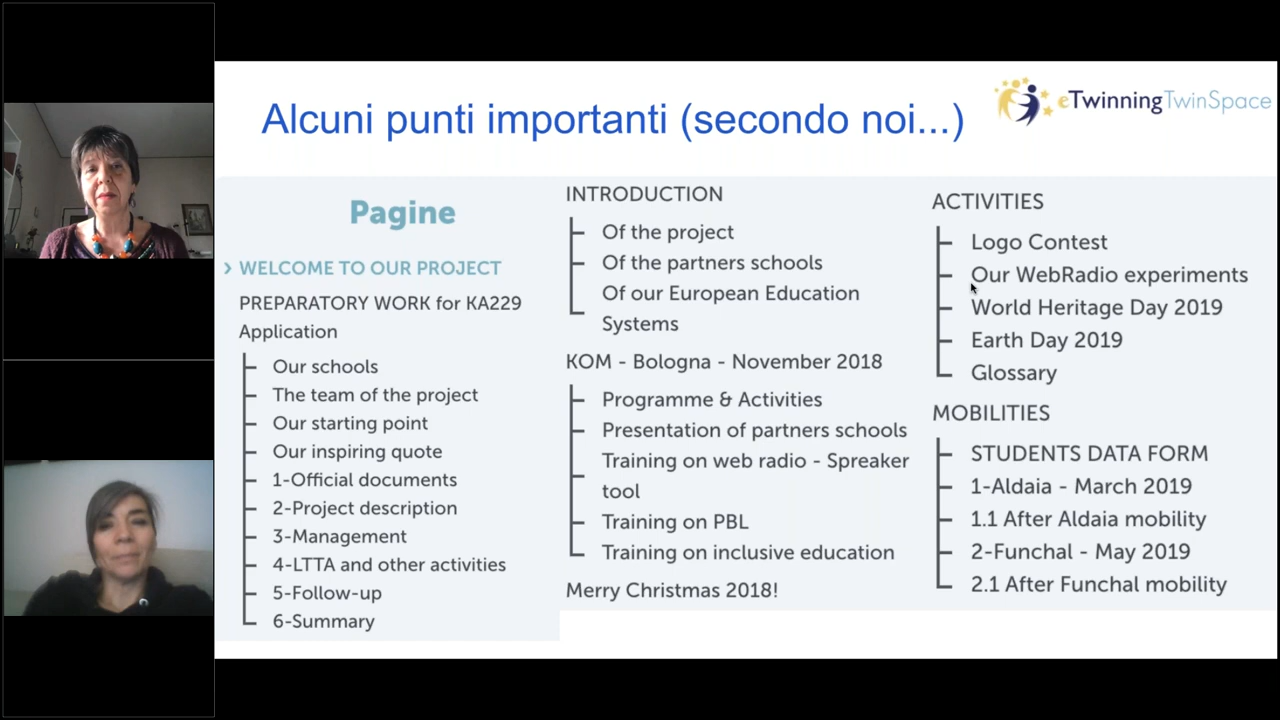 Alcuni punti importanti (secondo noi...)
eTwinningTwinSpace
Pagine
WELCOME TO OUR PROJECT
PREPARATORY WORK for KA229
Application
Our schools
The team of the project
Our starting point
Our inspiring quote
1-Official documents
2-Project description
3-Management
4-LTTA and other activities
5-Follow-up
6-Summary
INTRODUCTION
Of the project
Of the partners schools
Of our European Education
Systems
KOM - Bologna - November 2018
Programme & Activities
Presentation of partners schools
Training on web radio - Spreaker
tool
Training on PBL
Training on inclusive education
Merry Christmas 2018!
ACTIVITIES
Logo Contest
Our WebRadio experiments
World Heritage Day 2019
Earth Day 2019
Glossary
MOBILITIES
STUDENTS DATA FORM
1-Aldaia - March 2019
1.1 After Aldaia mobility
2-Funchal - May 2019
2.1 After Funchal mobility